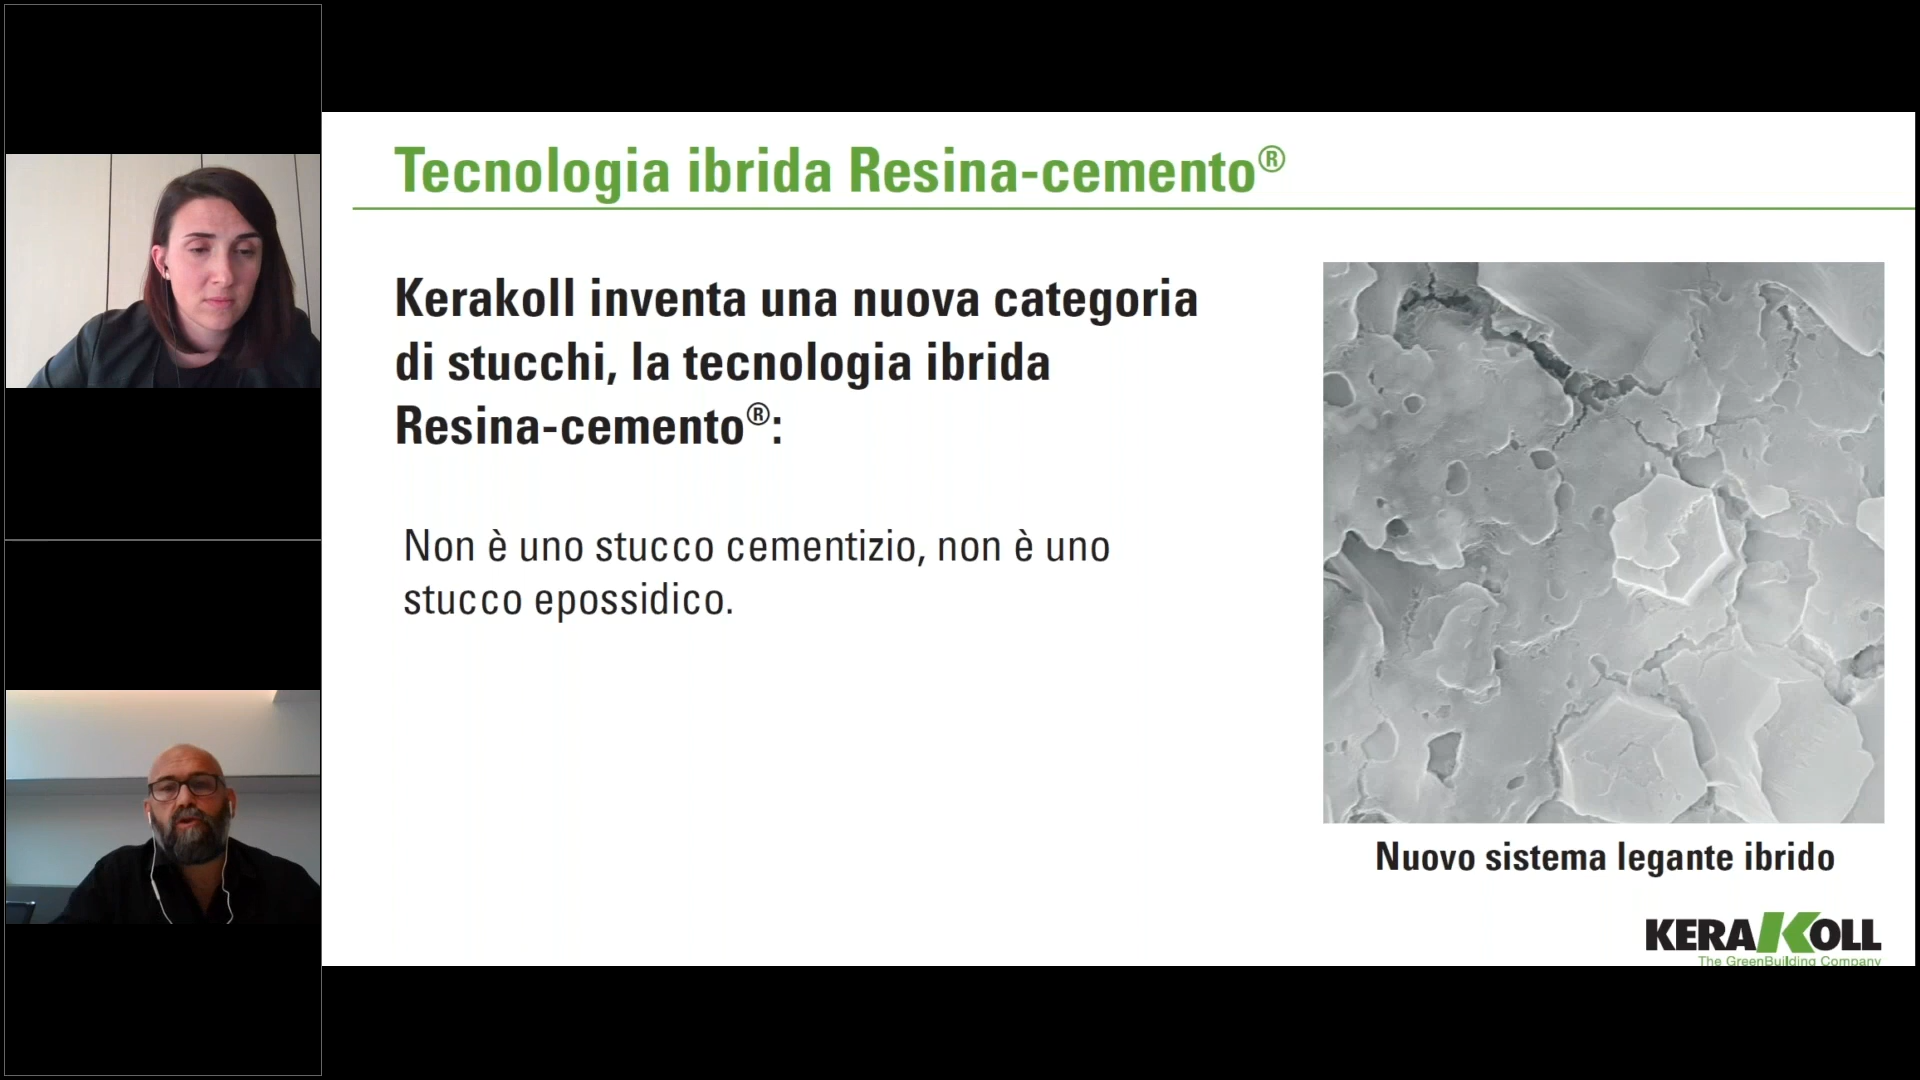 Tecnologia ibrida Resina-cemento®
Kerakoll inventa una nuova categoria
di stucchi, la tecnologia ibrida
Resina-cemento®:
Non è uno stucco cementizio, non è uno
stucco epossidico.
Nuovo sistema legante ibrido
KERAKOLL
The GreenBuilding Company